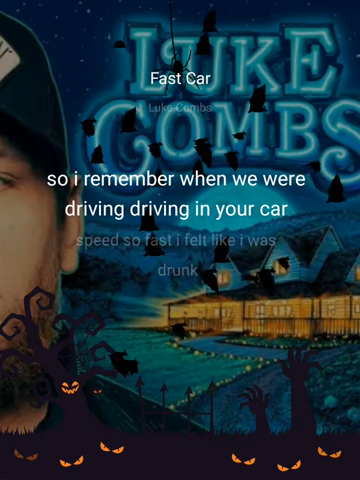 LUKE
COMBS
Fast Car
Luke Combs
so i remember when we were
driving driving in your car
speed so fast i felt like i was
drunk